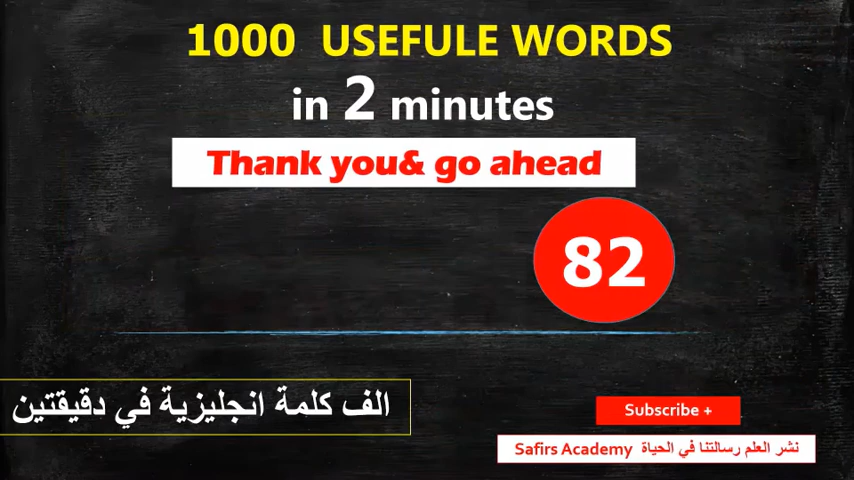 1000 USEFULE WORDS
in 2 minutes
Thank you& go ahead
82
الف كلمة انجليزية في دقيقتين
Subscribe +
Safirs Academy نشر العلم رسالتنا في الحياة